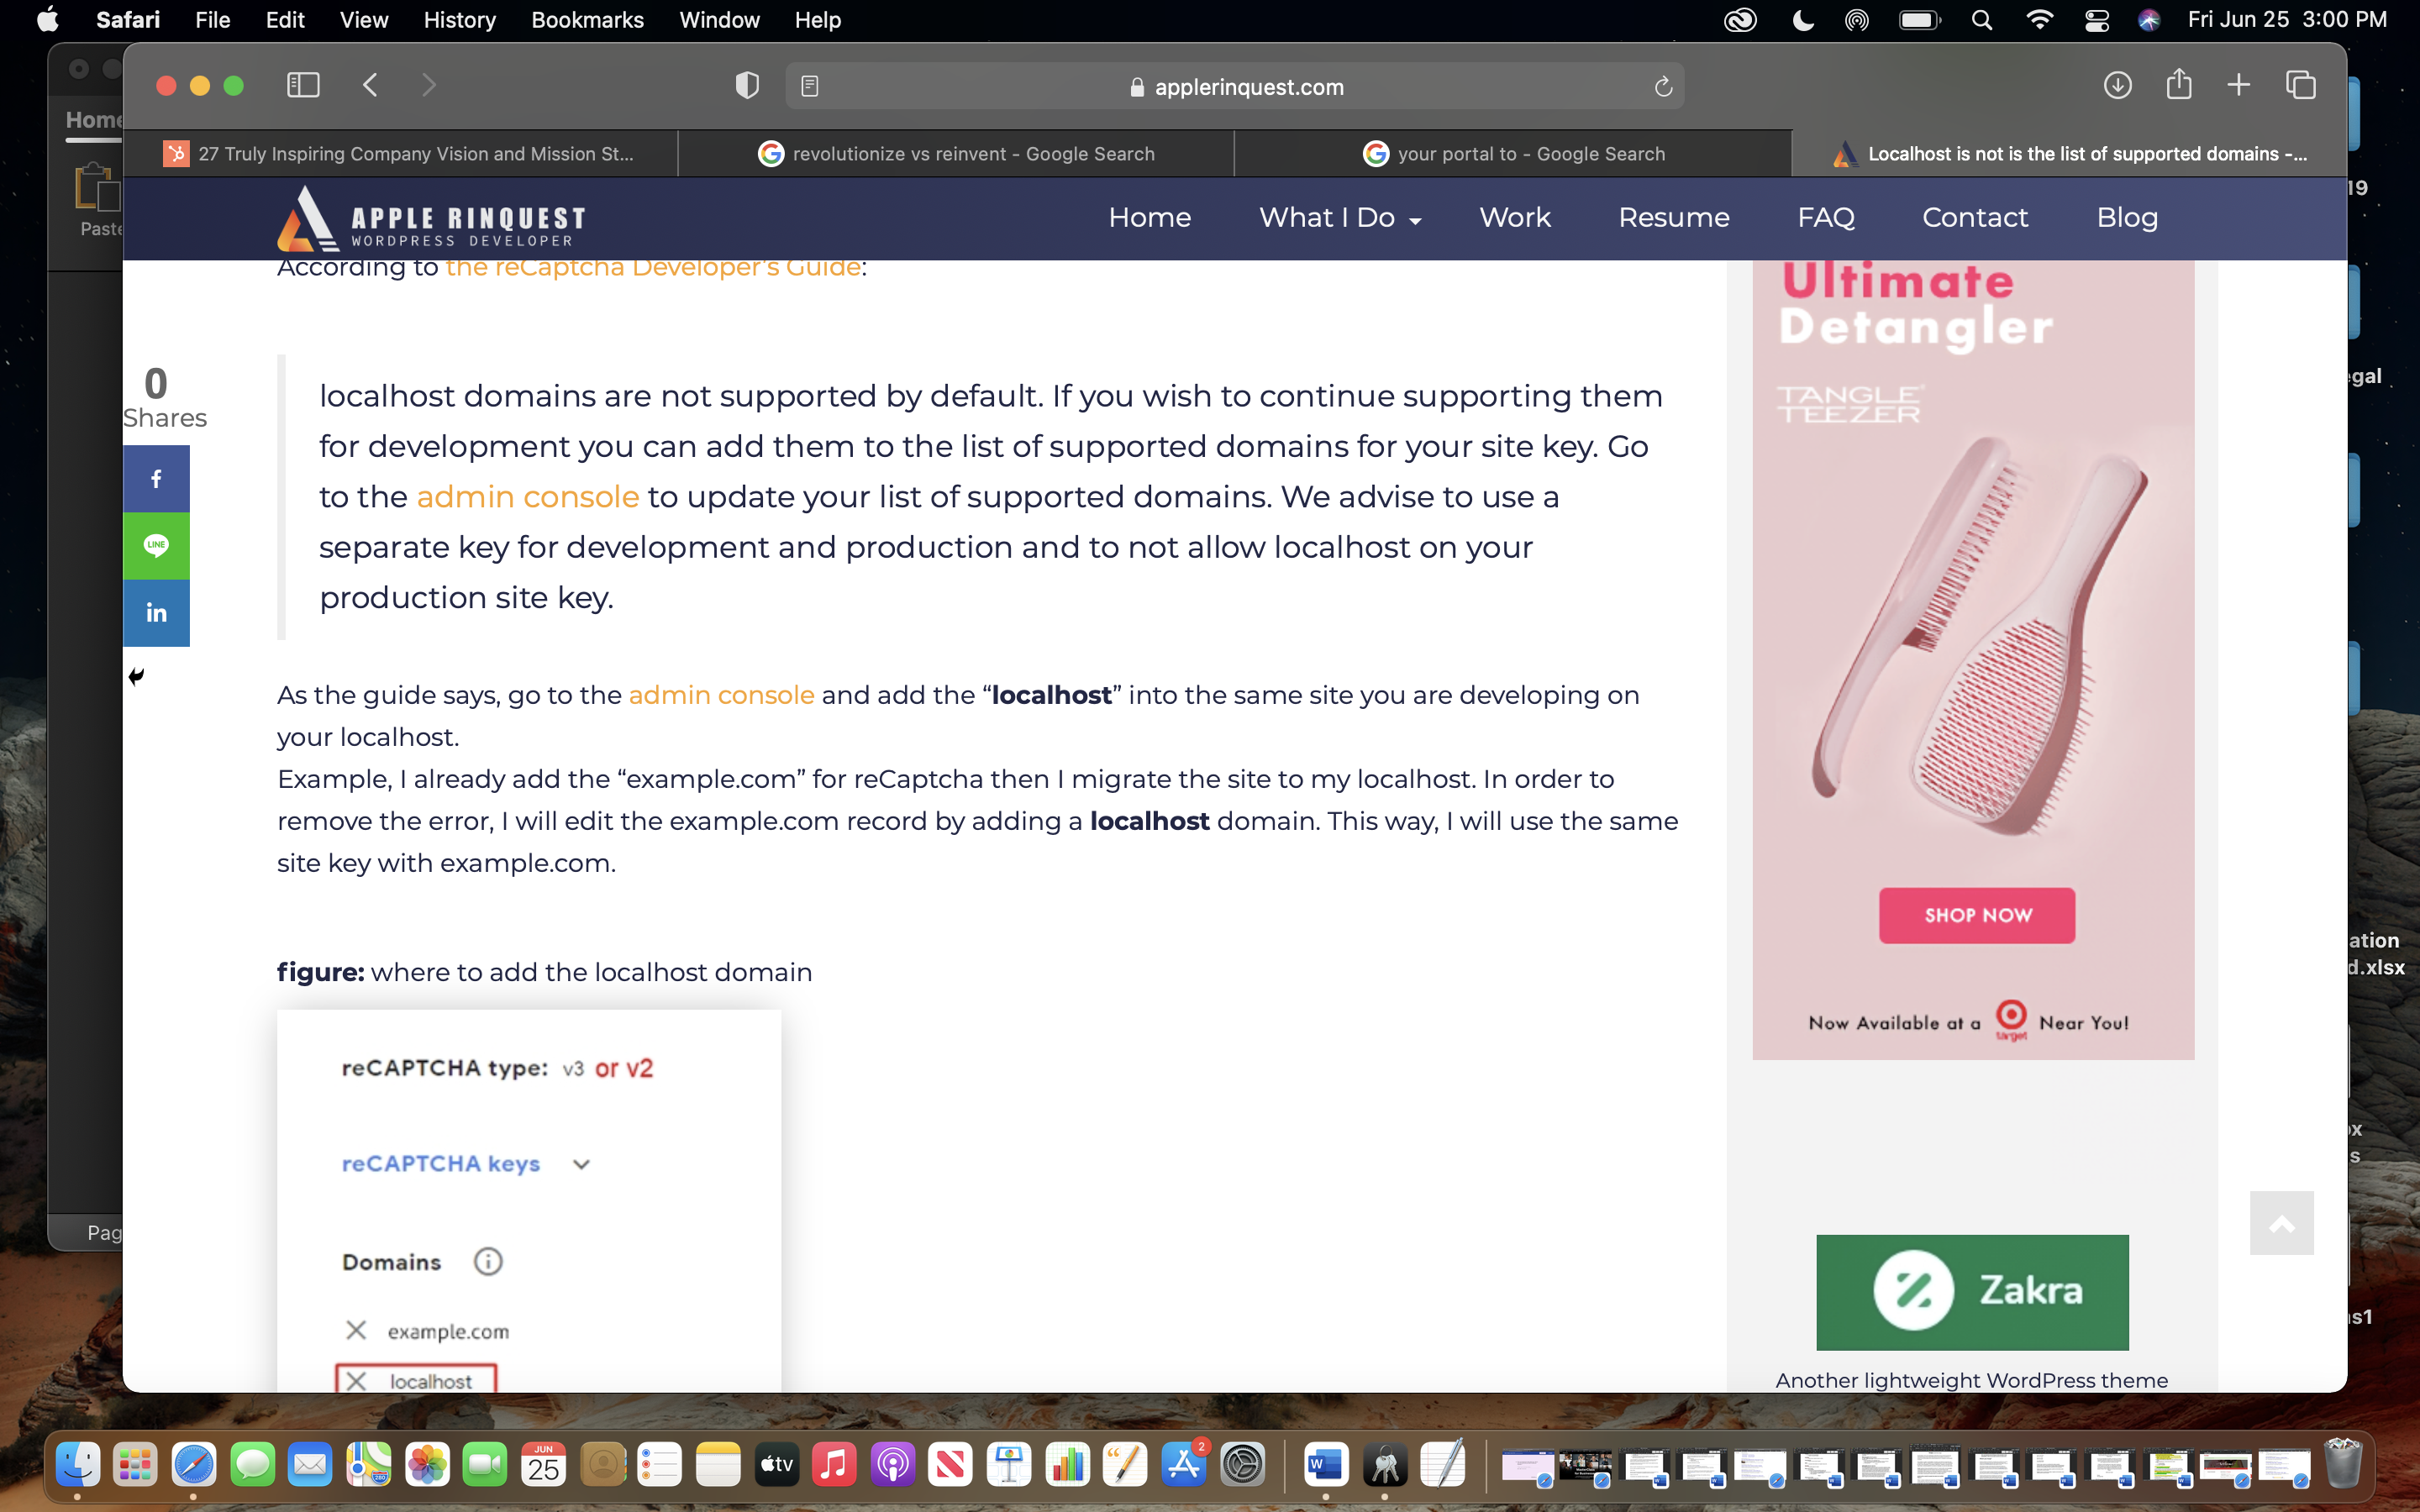 Safari File Edit View History Bookmarks Window Help
Fri Jun 25 3:00 PM
applerinquest.com
Home
Paste
27 Truly Inspiring Company Vision and Mission St...
revolutionize vs reinvent - Google Search
your portal to - Google Search
Localhost is not is the list of supported domains -...
APPLE RINQUEST
WORDPRESS DEVELOPER
Home What I Do Work Resume FAQ Contact Blog
According to the reCaptcha Developer's Guide:
0
Shares
f
LINE
in
localhost domains are not supported by default. If you wish to continue supporting them
for development you can add them to the list of supported domains for your site key. Go
to the admin console to update your list of supported domains. We advise to use a
separate key for development and production and to not allow localhost on your
production site key.
As the guide says, go to the admin console and add the “localhost” into the same site you are developing on
your localhost.
Example, I already add the “example.com” for reCaptcha then I migrate the site to my localhost. In order to
remove the error, I will edit the example.com record by adding a localhost domain. This way, I will use the same
site key with example.com.
figure: where to add the localhost domain
reCAPTCHA type: v3 or v2
reCAPTCHA keys
Domains
example.com
localhost
Ultimate
Detangler
TANGLE
TEEZER
SHOP NOW
Now Available at a target Near You!
Zakra
Another lightweight WordPress theme
19
egal
ation
d.xlsx
ox
s
ns1
Pag
JUN
25
280
tv
2